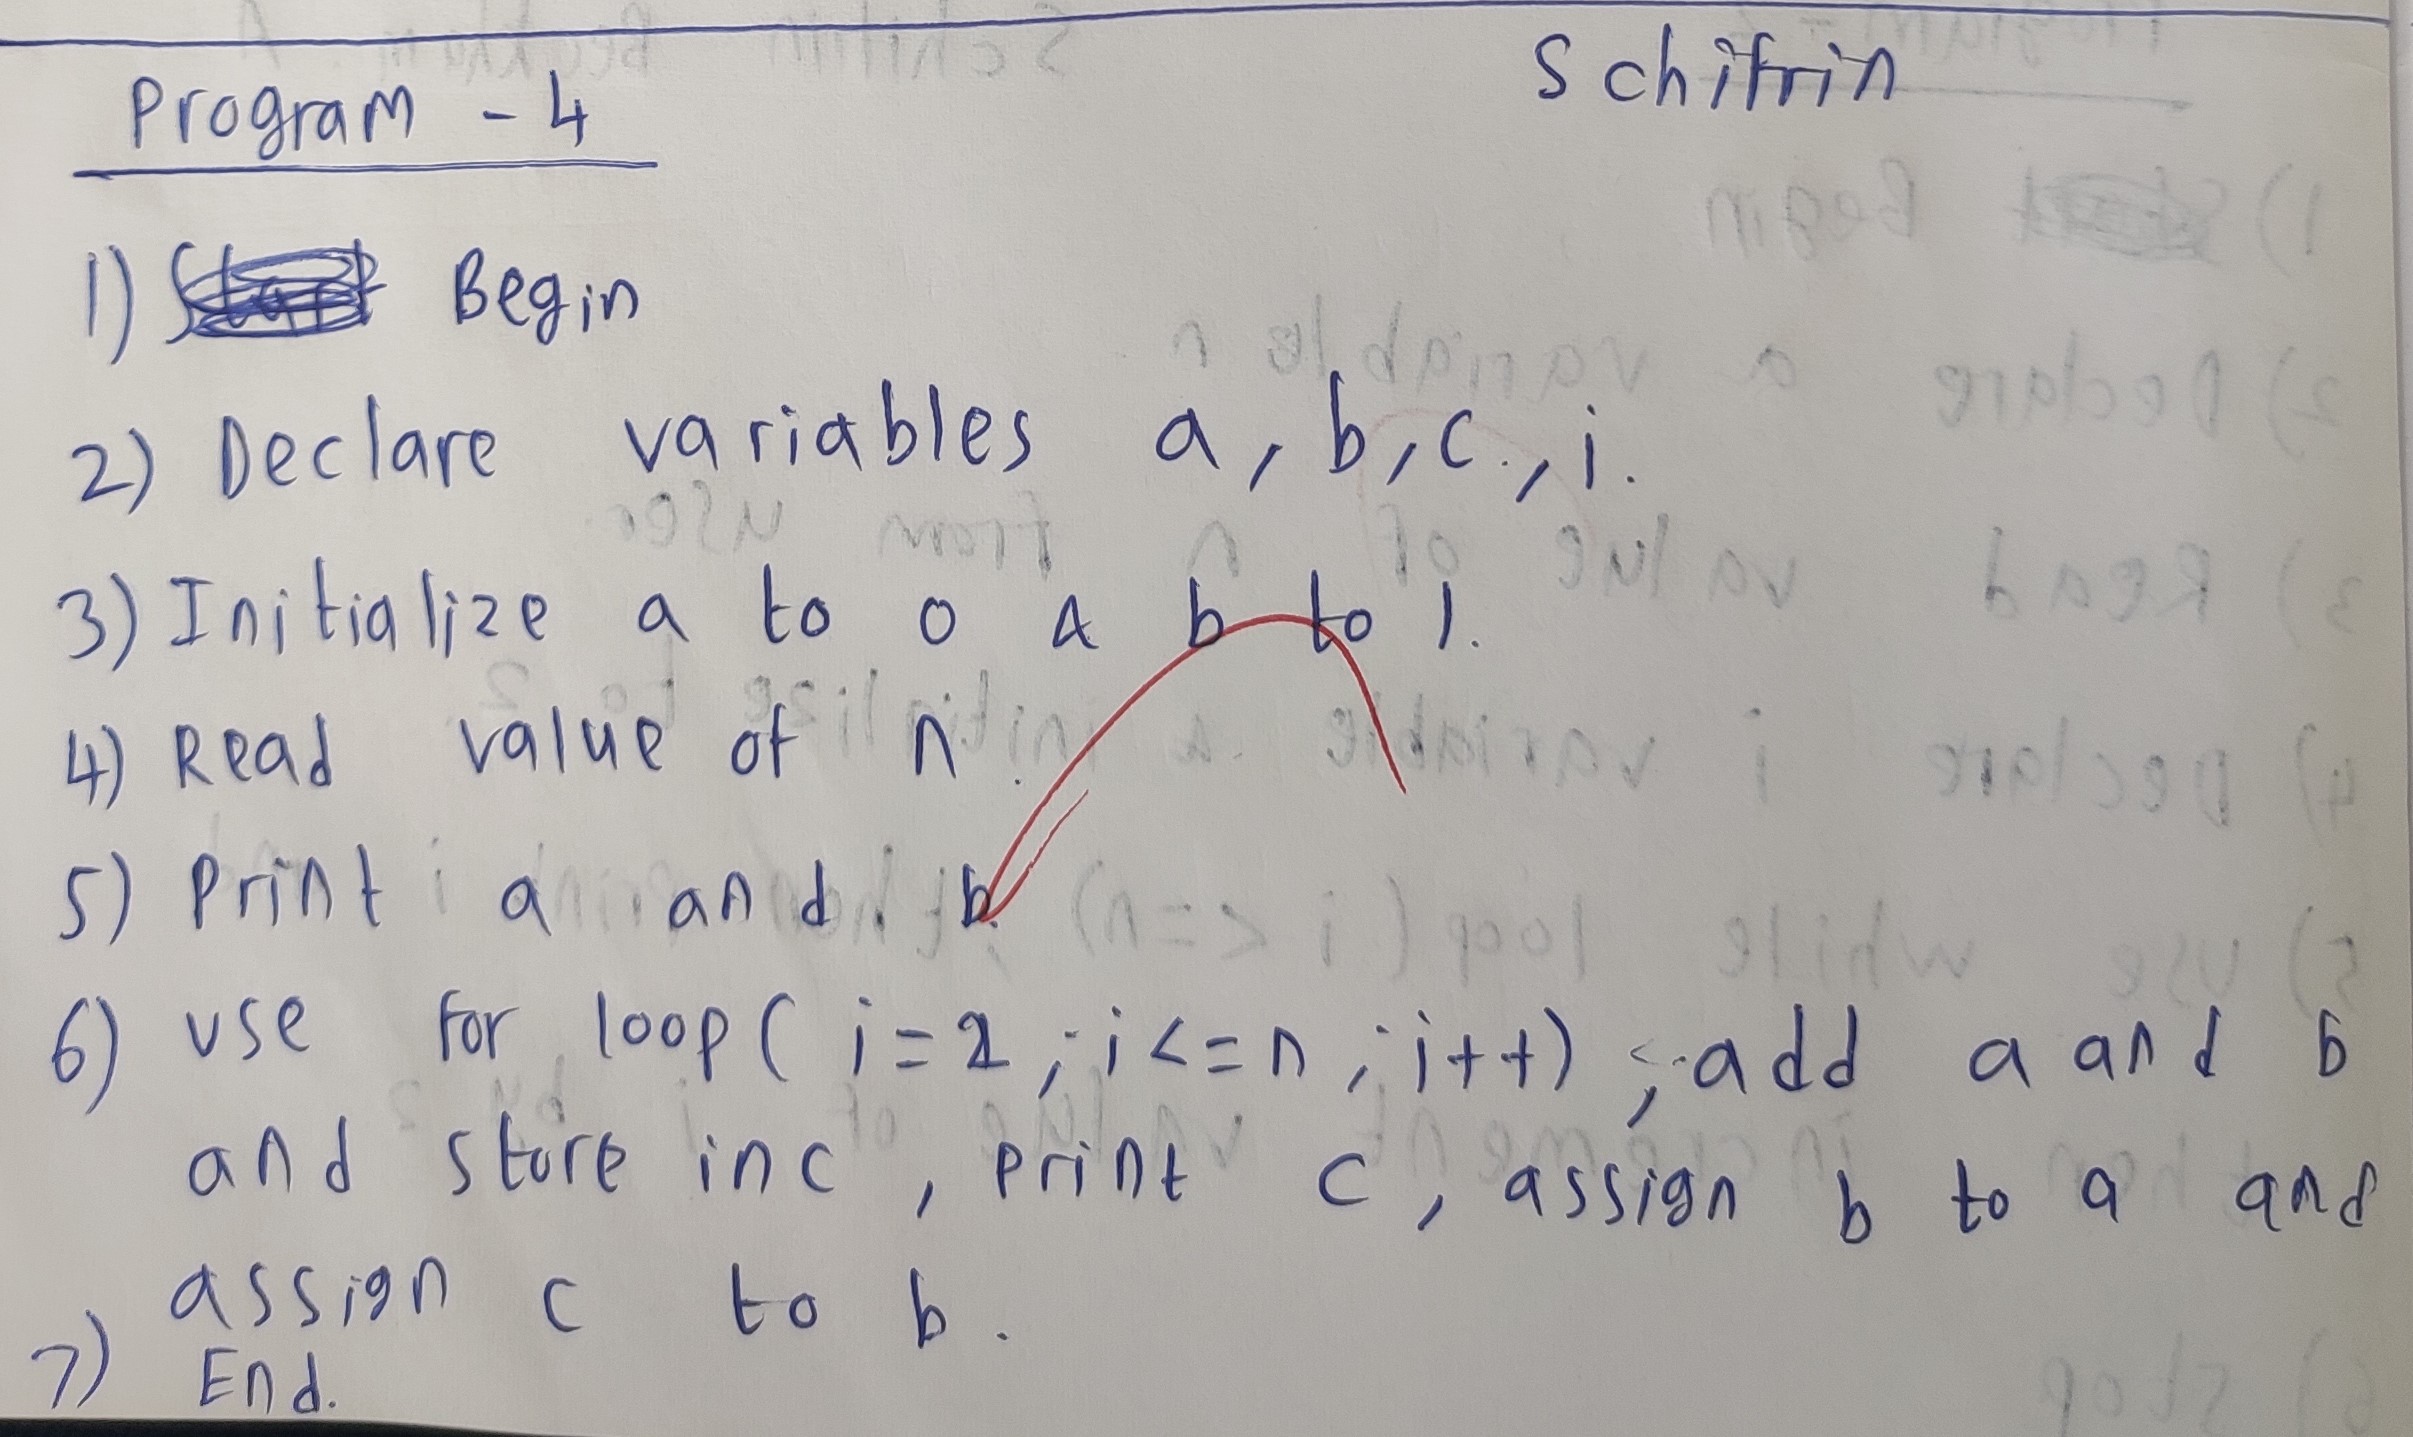 Program - 4
Schifrin
1) Begin
2) Declare variables a, b, c, i.
3) Initialize a to 0 & b to 1.
4) Read value of n.
5) Print a and b.
6) use for loop( i=2 ; i<=n ; i++) , add a and b
and store in c , print c , assign b to a and
assign c to b.
7) End.